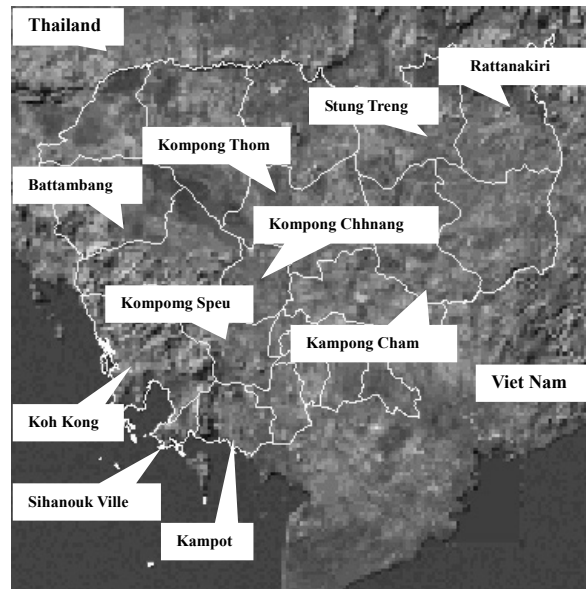 Thailand
Rattanakiri
Stung Treng
Kompong Thom
Battambang
Kompong Chhnang
Kompomg Speu
Kampong Cham
Viet Nam
Koh Kong
Sihanouk Ville
Kampot